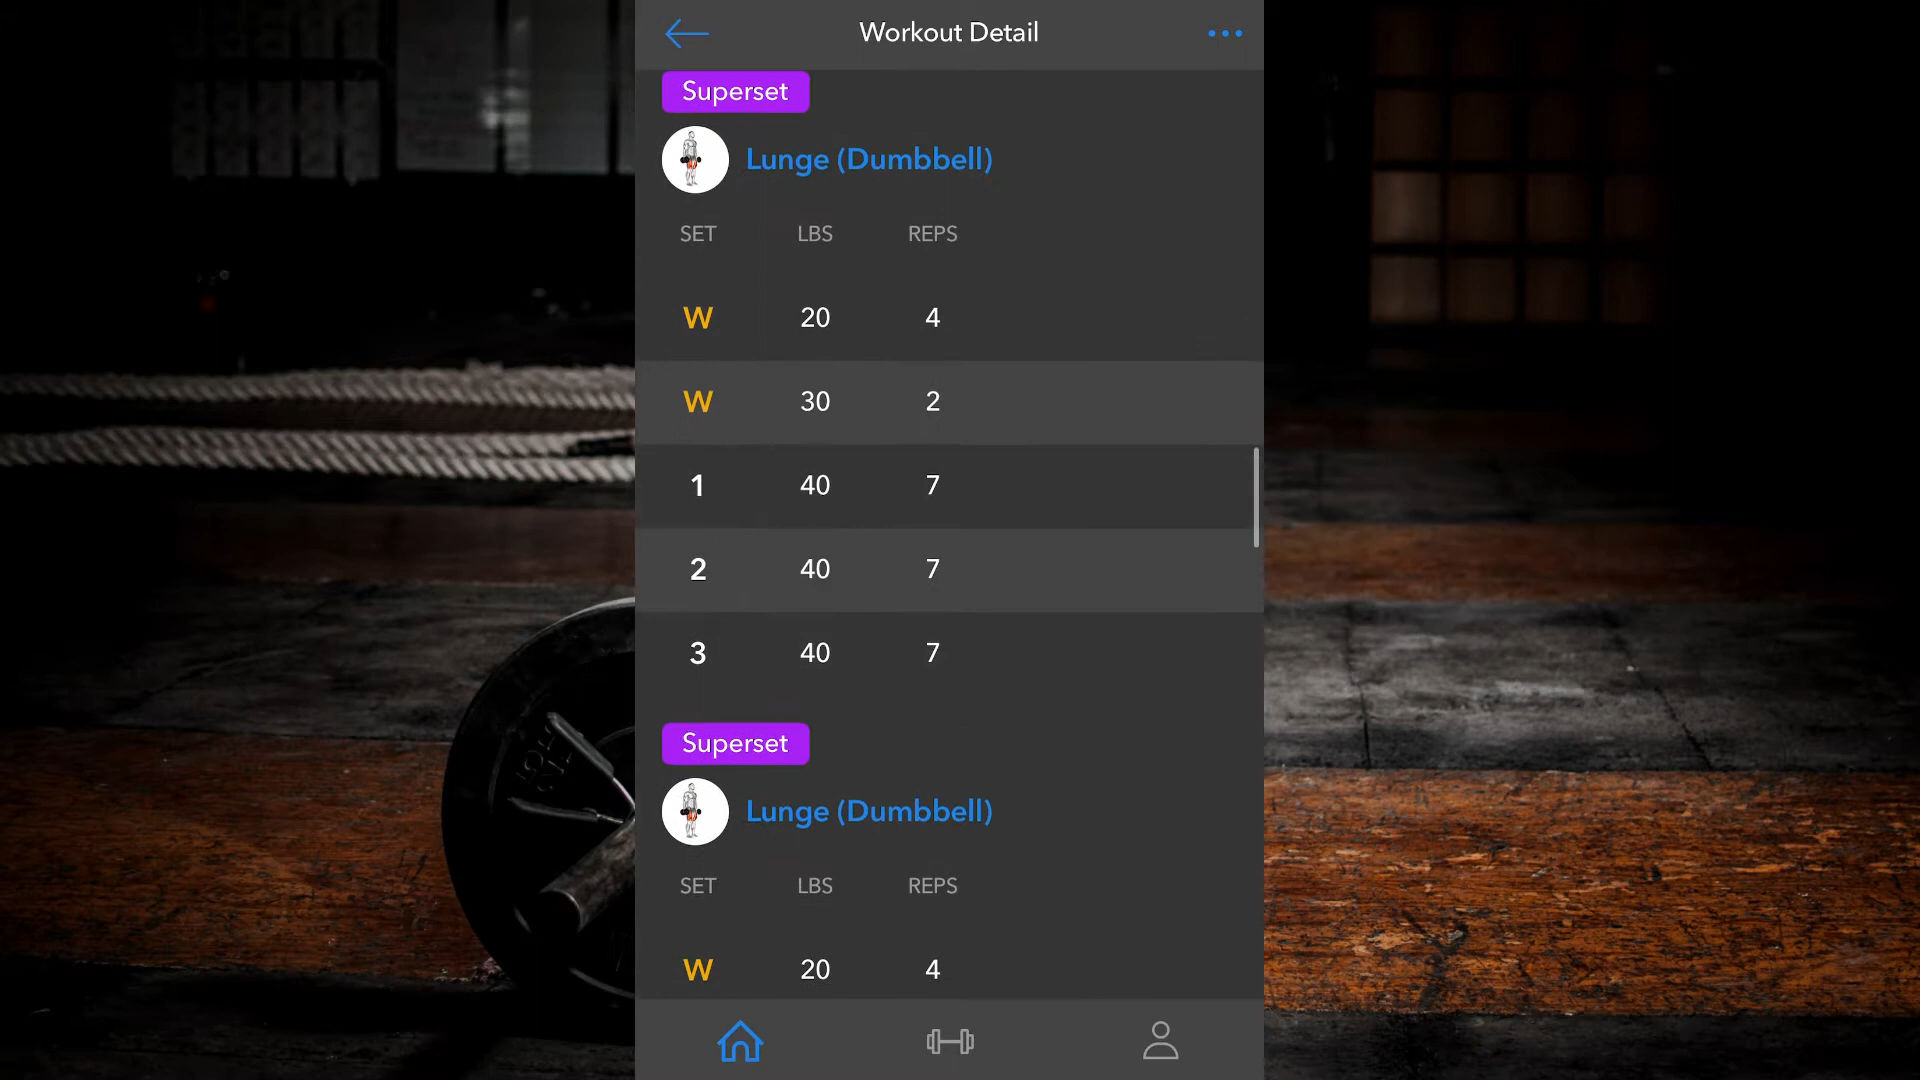 Workout Detail
Superset
Lunge (Dumbbell)
SET LBS REPS
W 20 4
W 30 2
1 40 7
2 40 7
3 40 7
Superset
Lunge (Dumbbell)
SET LBS REPS
W 20 4